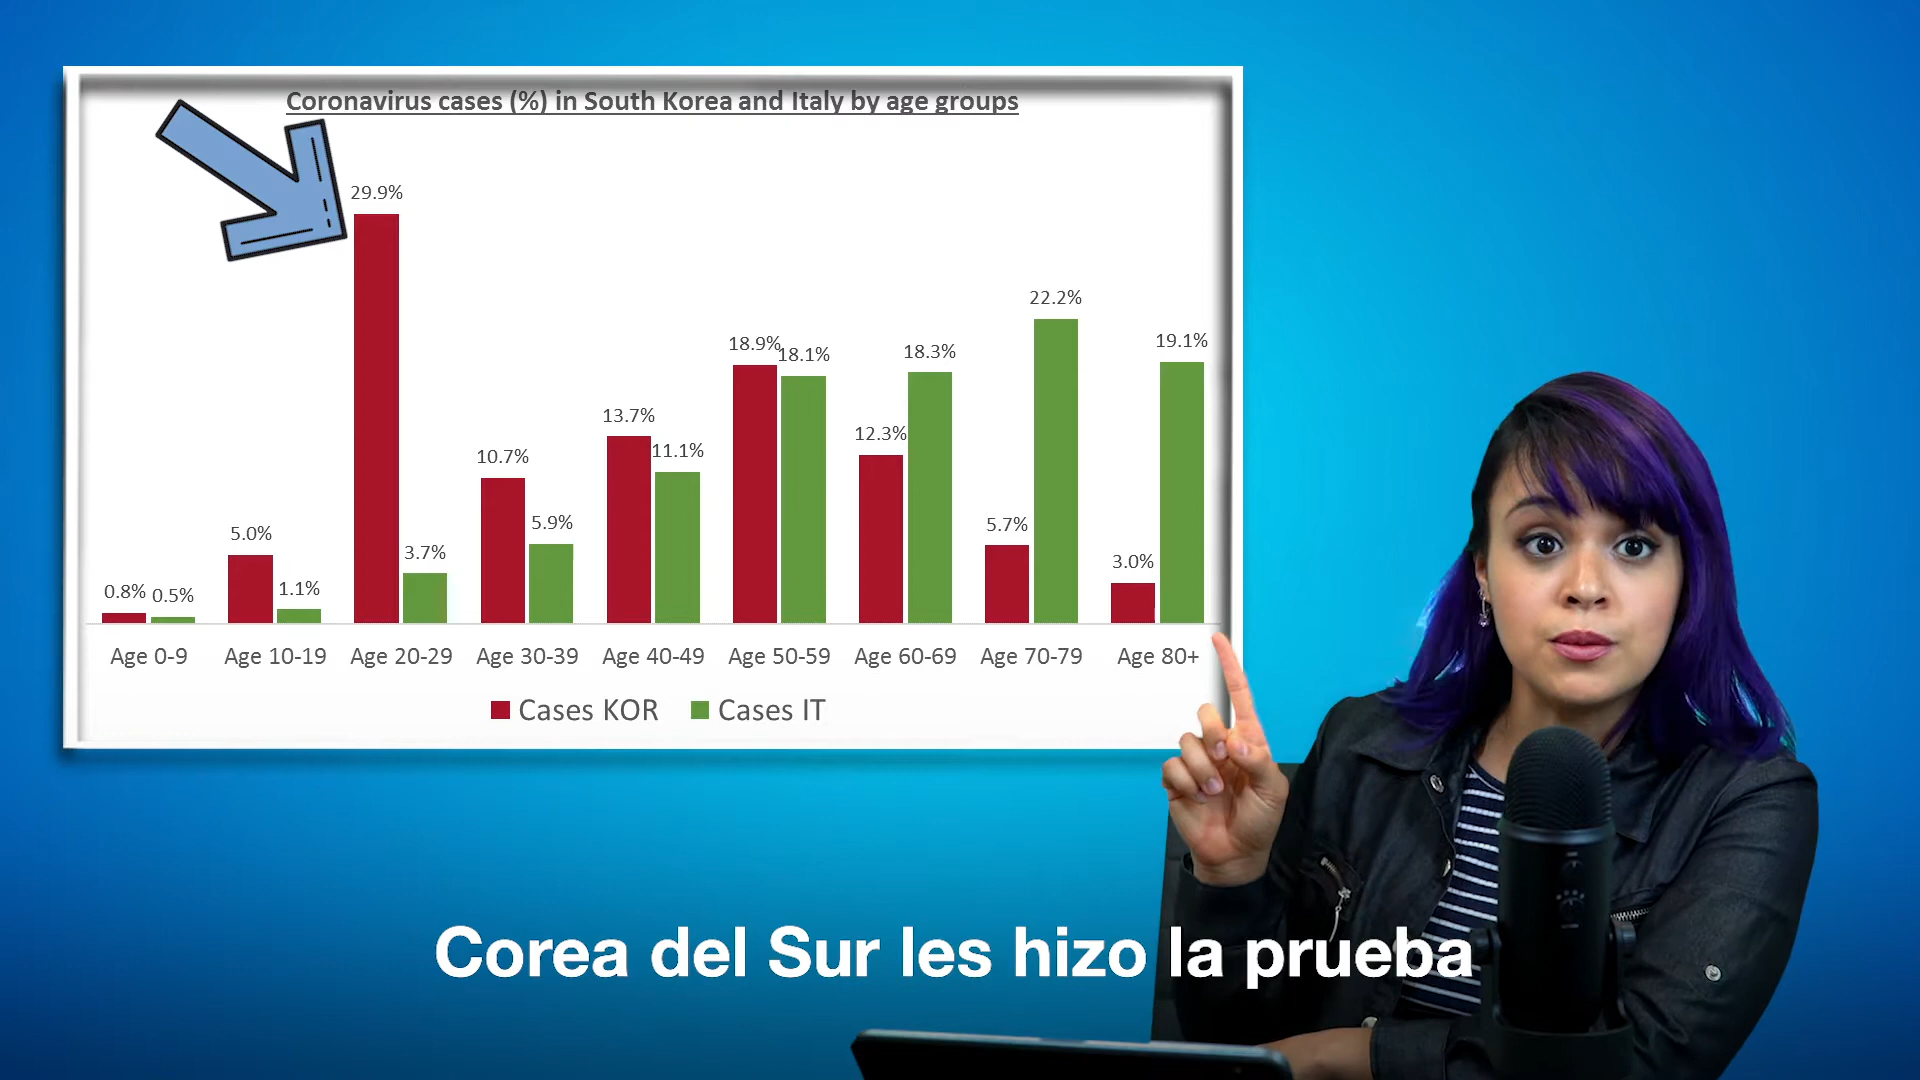 Coronavirus cases (%) in South Korea and Italy by age groups
29.9%
22.2%
18.9% 18.1% 18.3% 19.1%
13.7% 12.3%
10.7% 11.1%
5.0% 5.9% 5.7%
3.7% 3.0%
0.8% 0.5% 1.1%
Age 0-9 Age 10-19 Age 20-29 Age 30-39 Age 40-49 Age 50-59 Age 60-69 Age 70-79 Age 80+
Cases KOR Cases IT
Corea del Sur les hizo la prueba